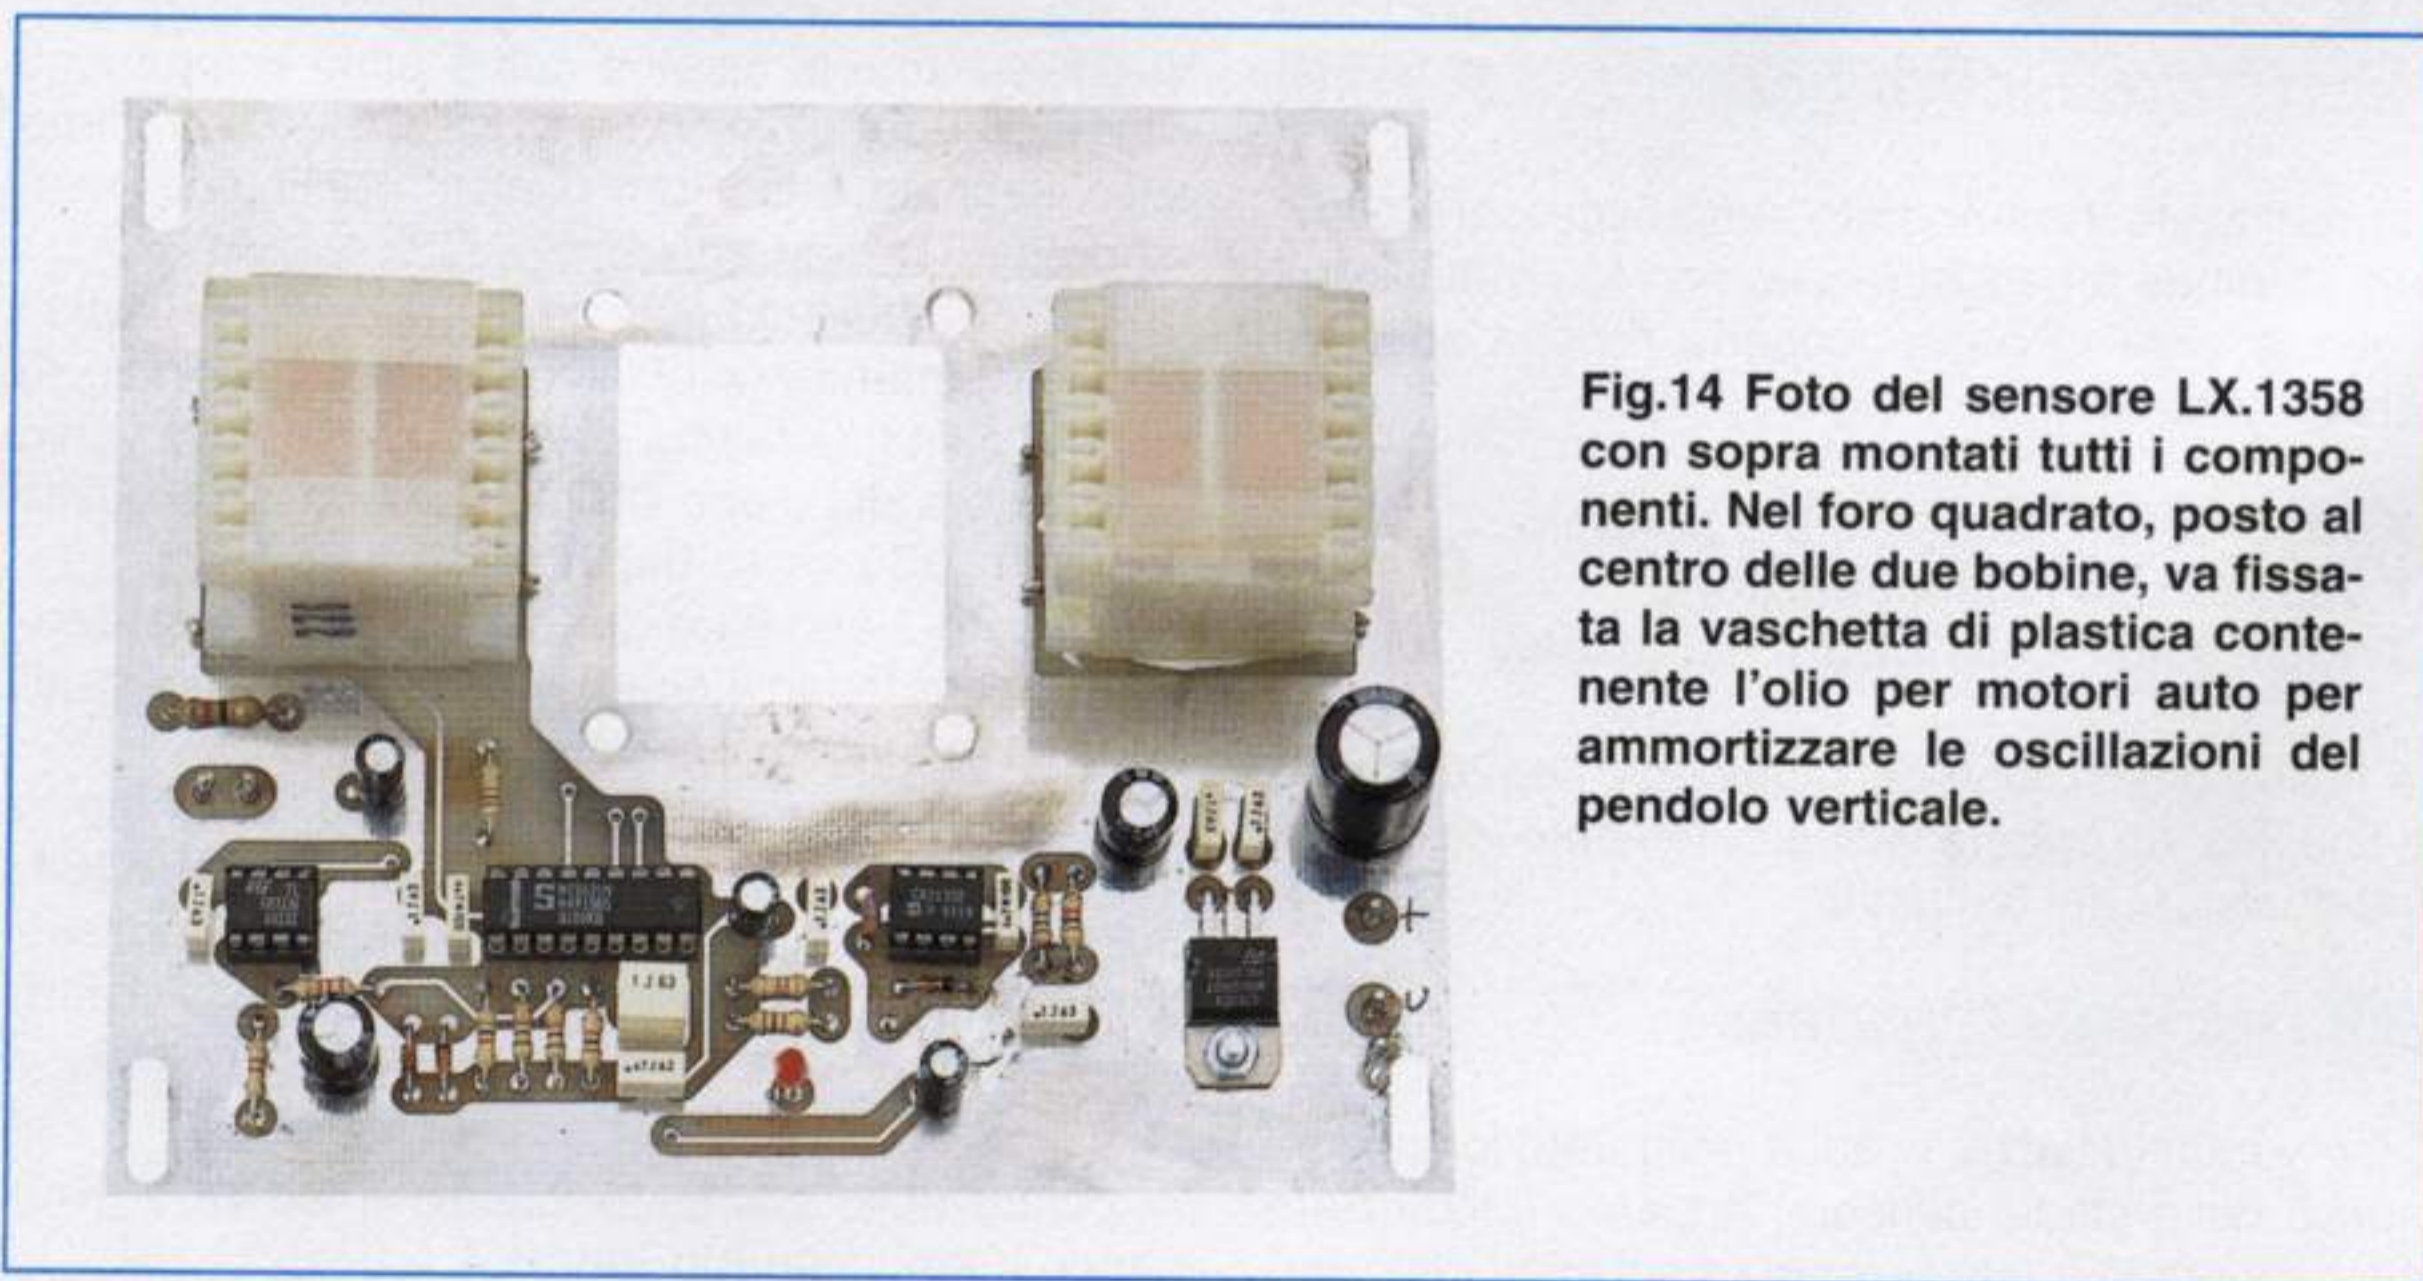 Fig.14 Foto del sensore LX.1358
con sopra montati tutti i compo-
nenti. Nel foro quadrato, posto al
centro delle due bobine, va fissa-
ta la vaschetta di plastica conte-
nente l'olio per motori auto per
ammortizzare le oscillazioni del
pendolo verticale.
1J63
.1J63